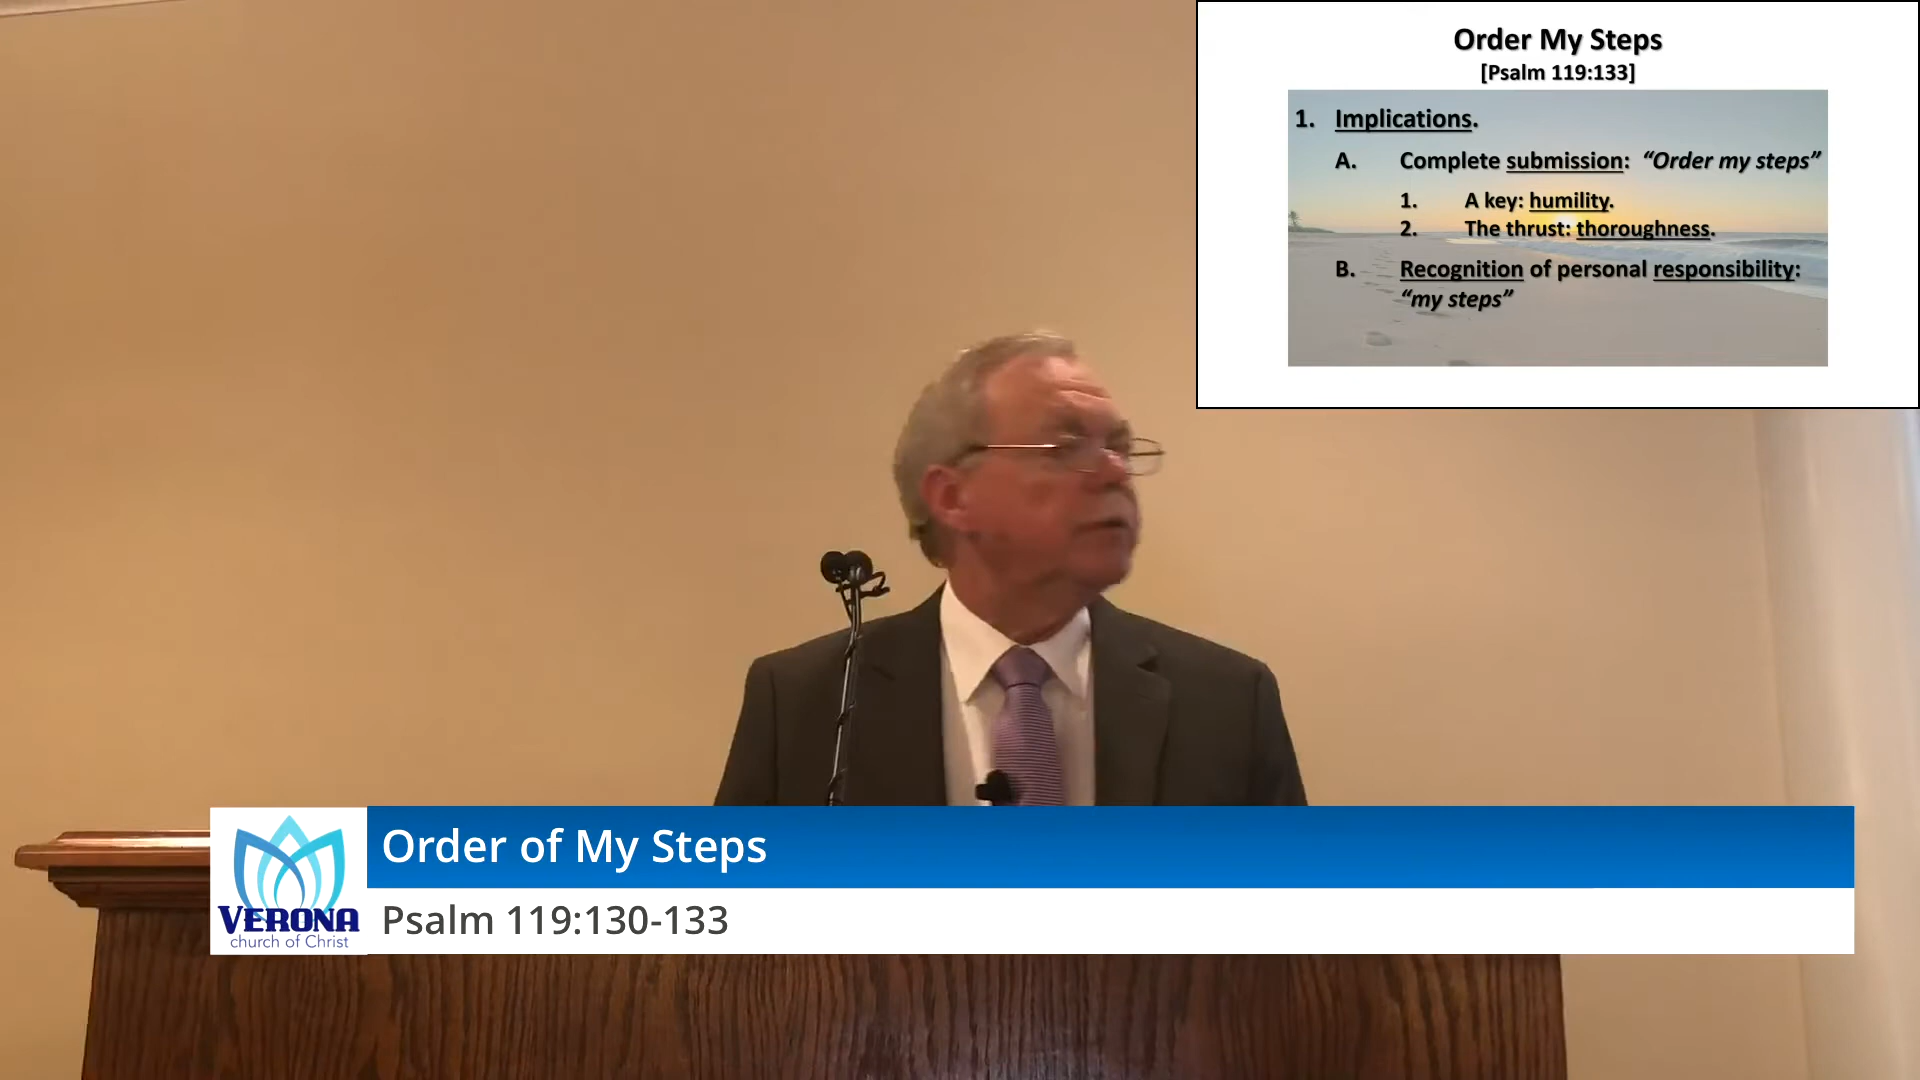 Order My Steps
[Psalm 119:133]
1. Implications.
A. Complete submission: “Order my steps”
1. A key: humility.
2. The thrust: thoroughness.
B. Recognition of personal responsibility:
“my steps”
Order of My Steps
VERONA
church of Christ
Psalm 119:130-133